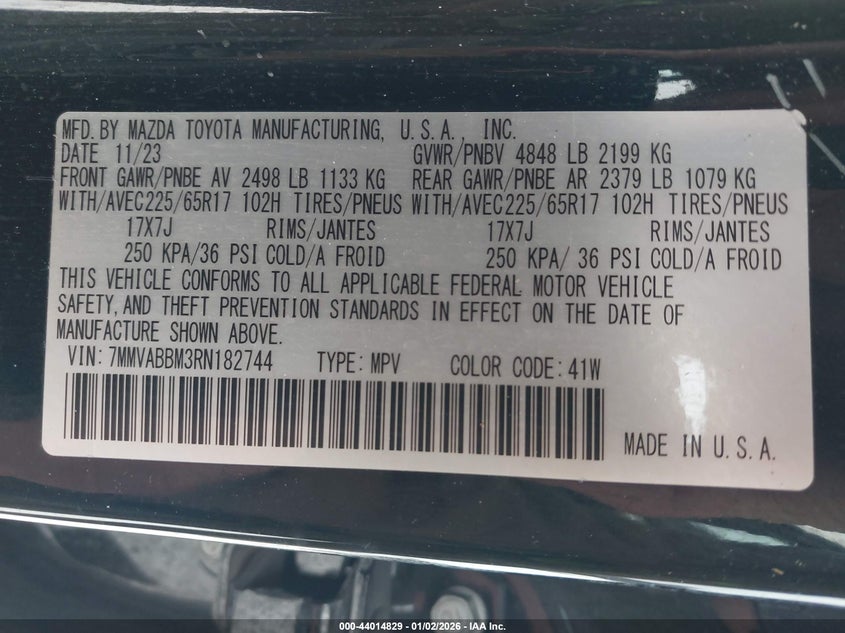 MFD. BY MAZDA TOYOTA MANUFACTURING, U.S.A., INC.
DATE 11/23 GVWR/PNBV 4848 LB 2199 KG
FRONT GAWR/PNBE AV 2498 LB 1133 KG REAR GAWR/PNBE AR 2379 LB 1079 KG
WITH/AVEC225/65R17 102H TIRES/PNEUS WITH/AVEC225/65R17 102H TIRES/PNEUS
17X7J RIMS/JANTES 17X7J RIMS/JANTES
250 KPA/36 PSI COLD/A FROID 250 KPA/ 36 PSI COLD/A FROID
THIS VEHICLE CONFORMS TO ALL APPLICABLE FEDERAL MOTOR VEHICLE
SAFETY, AND THEFT PREVENTION STANDARDS IN EFFECT ON THE DATE OF
MANUFACTURE SHOWN ABOVE.
VIN: 7MMVABBM3RN182744 TYPE: MPV COLOR CODE: 41W
MADE IN U.S.A.
000-44014829 - 01/02/2026 - IAA Inc.